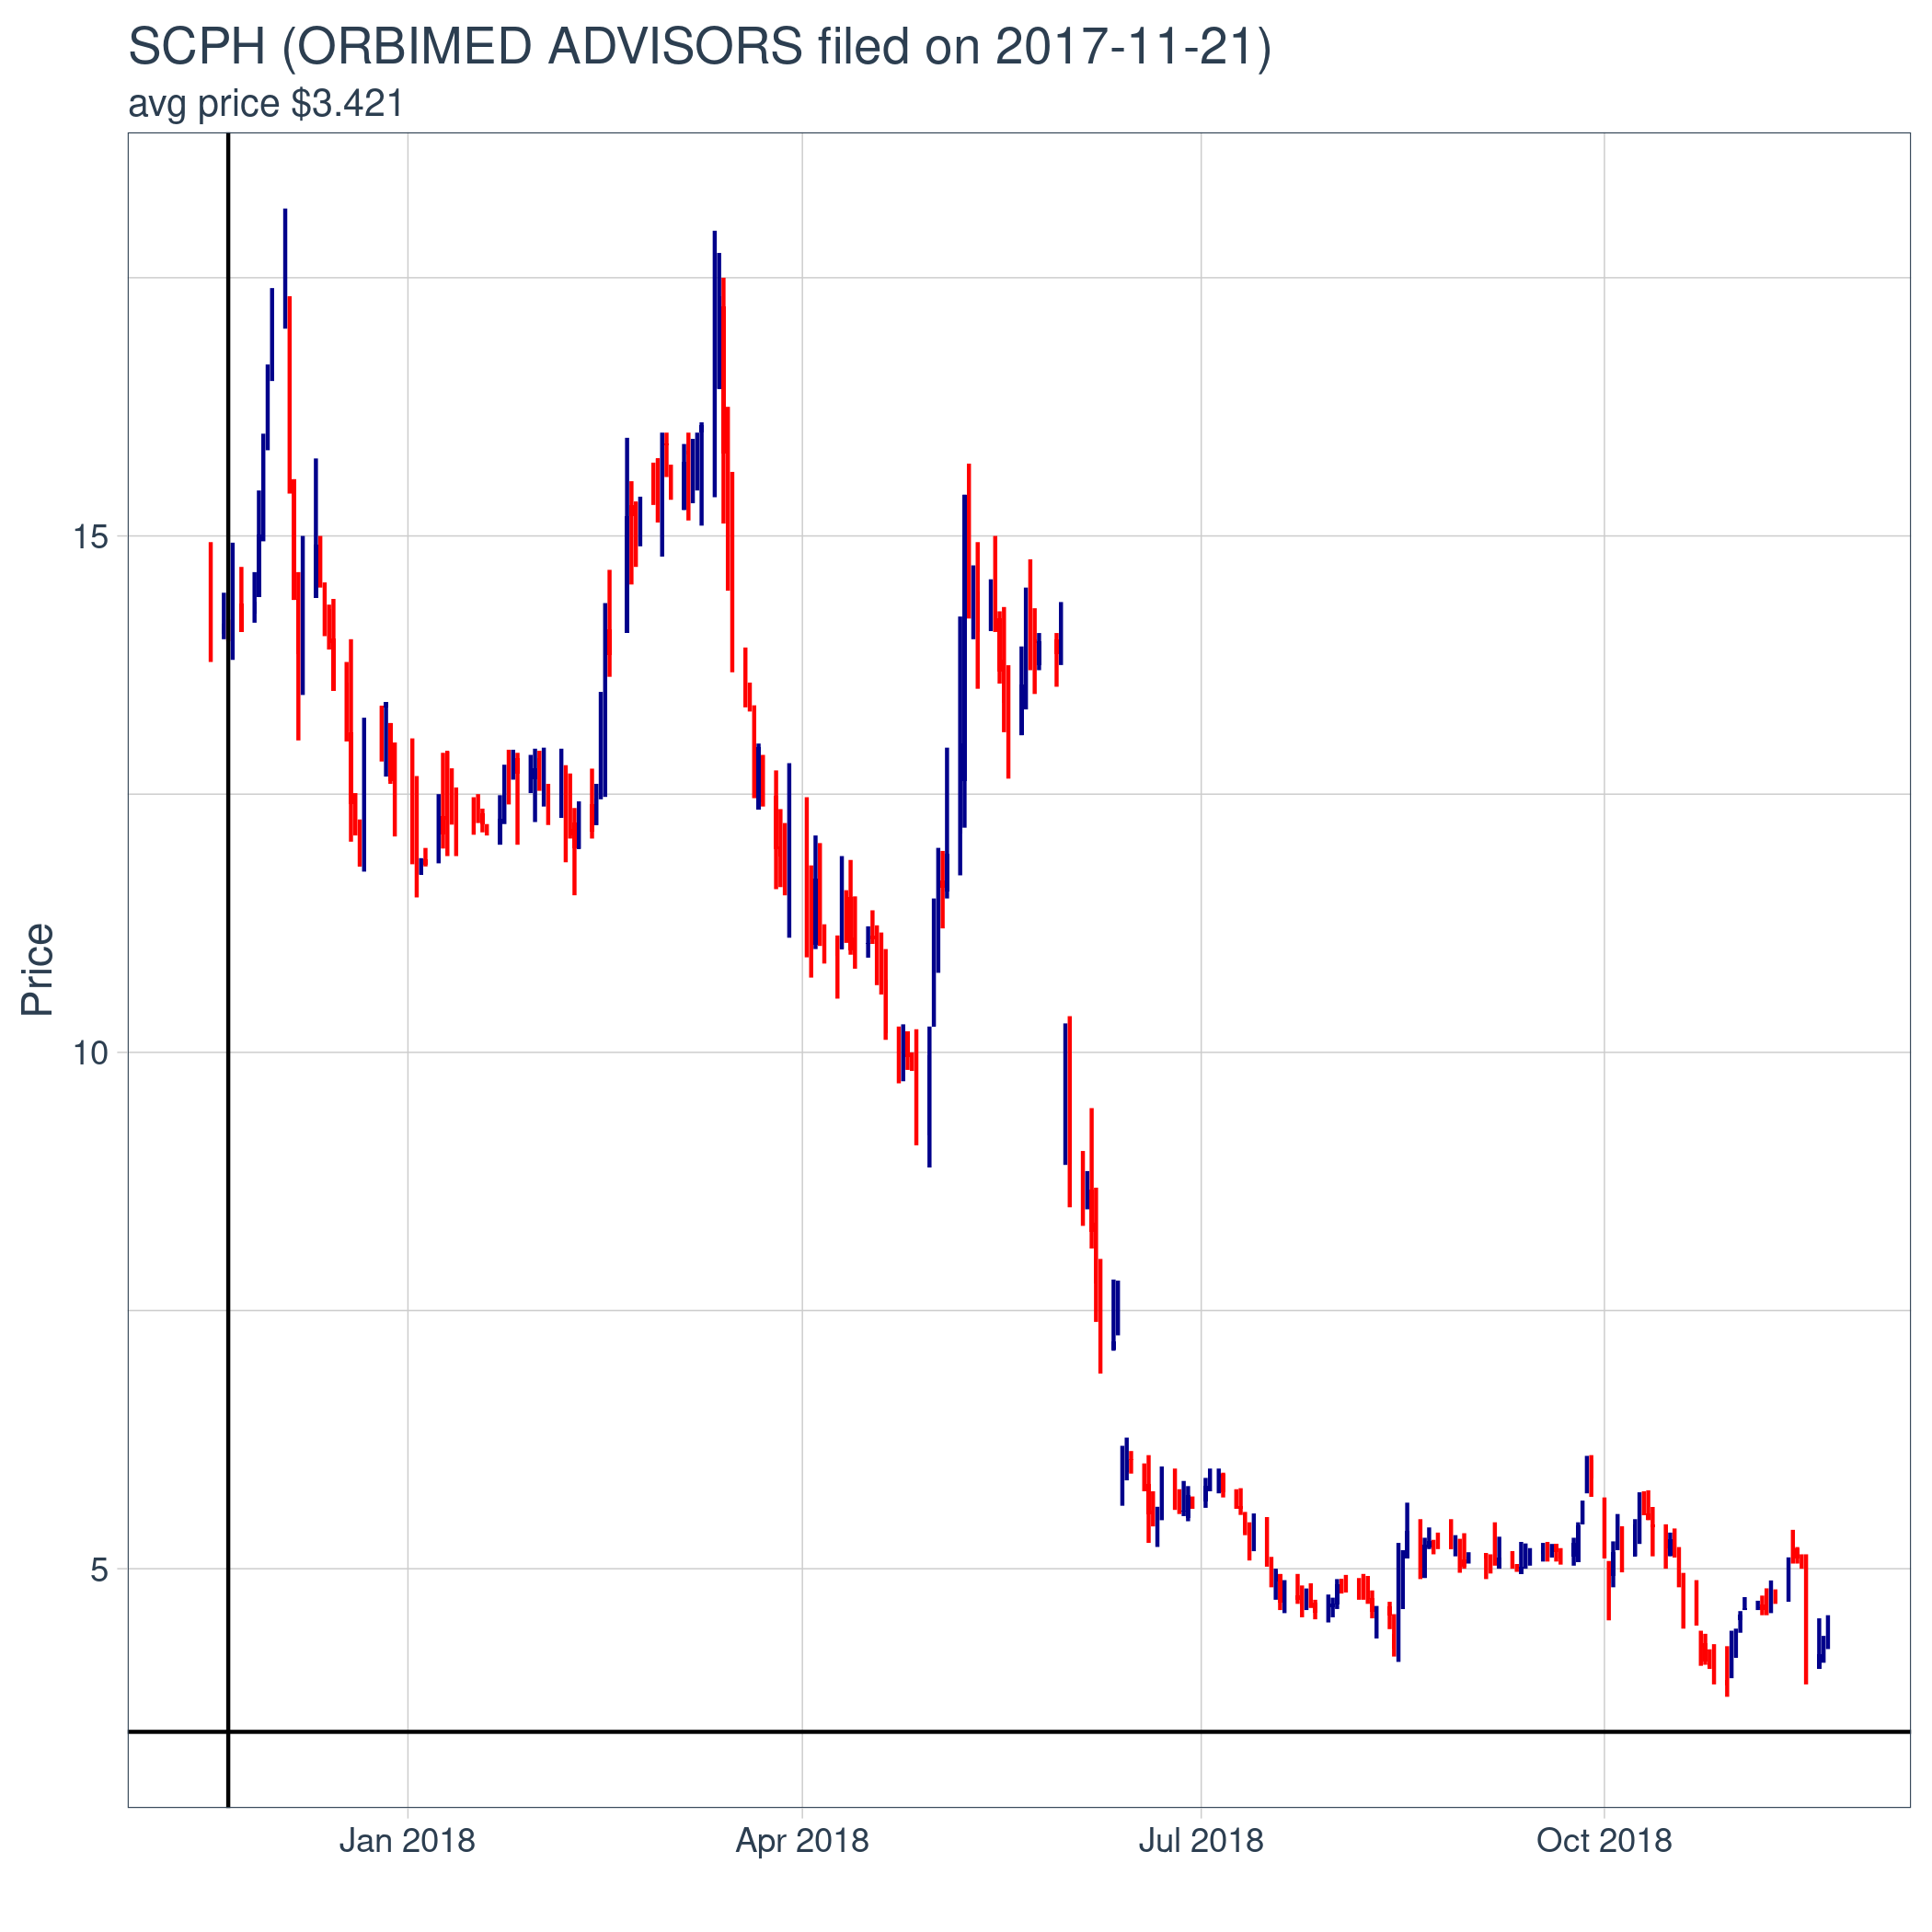 SCPH (ORBIMED ADVISORS filed on 2017-11-21)
avg price $3.421
15
10
5
Price
Jan 2018
Apr 2018
Jul 2018
Oct 2018